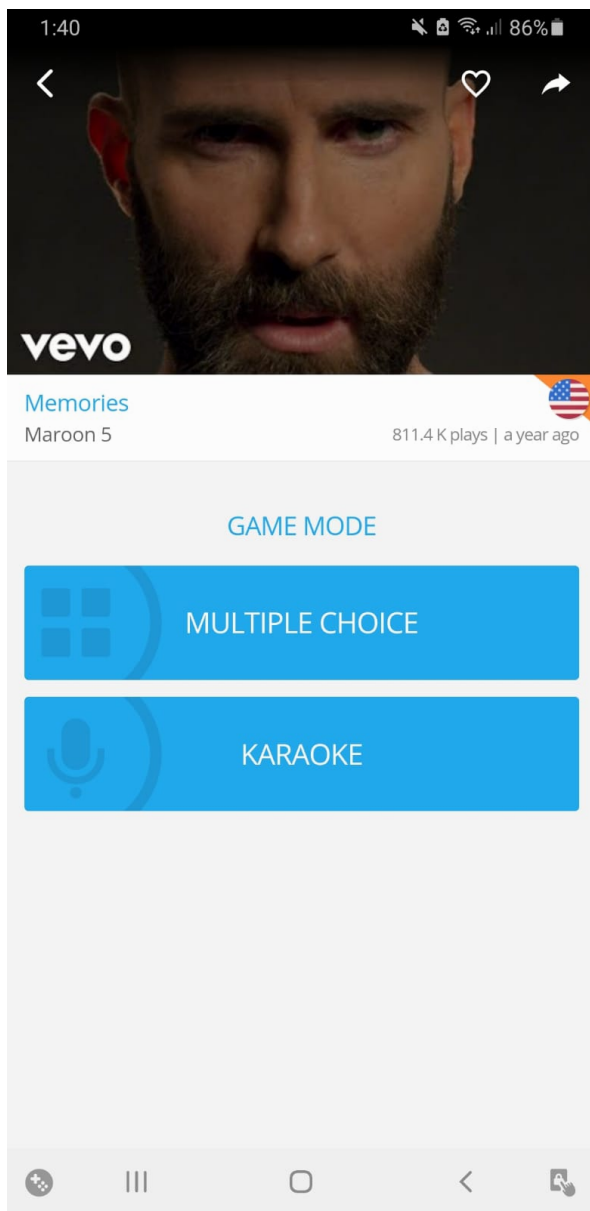 1:40 86%
vevo
Memories
Maroon 5 811.4 K plays | a year ago
GAME MODE
MULTIPLE CHOICE
KARAOKE